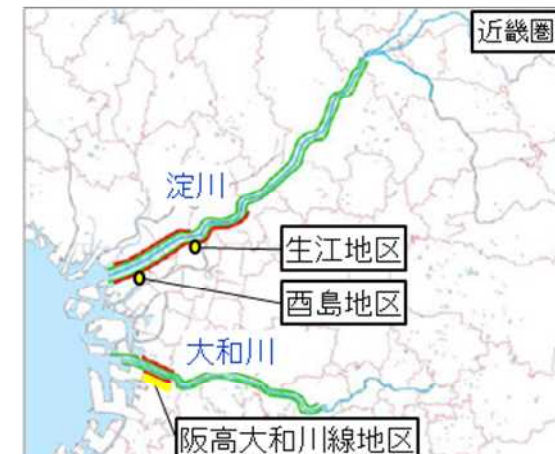 近畿圏
淀川
生江地区
酉島地区
大和川
阪高大和川線地区